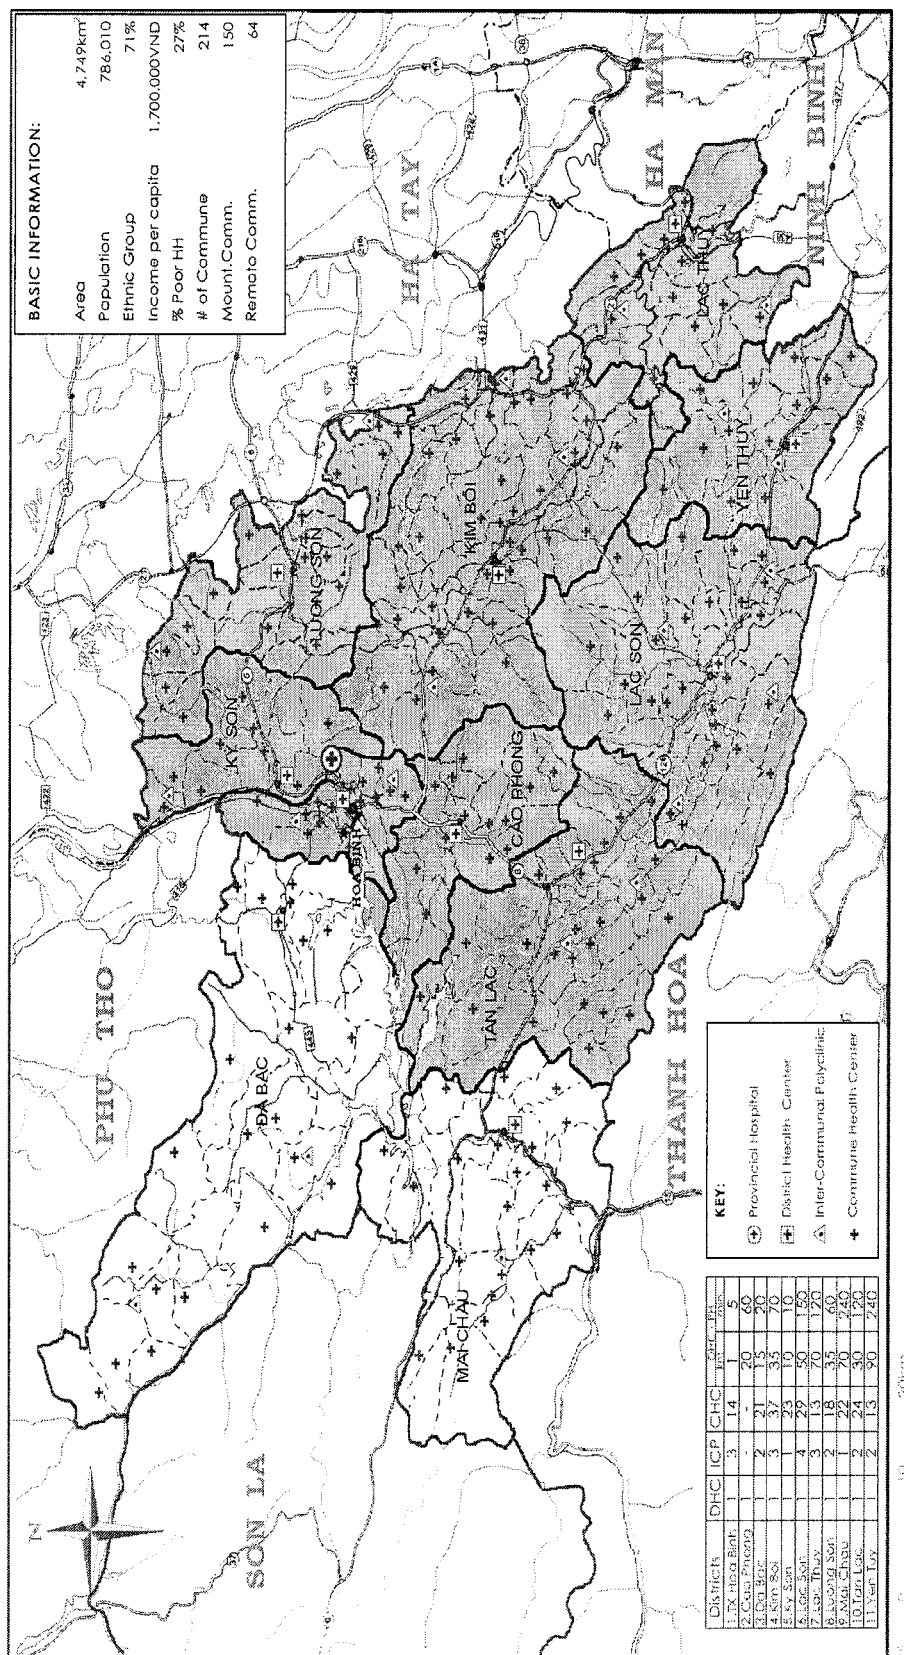 BASIC INFORMATION:
Area 4,749km²
Population 786,010
Ethnic Group 71%
Income per capita 1,700,000VND
% Poor HH 27%
# of Commune 214
Mount.Comm. 150
Remote Comm. 64
N
SON LA
PHU THO
HA TAY
HA MAN
NINH BINH
THANH HOA
DA BAC
MAI CHAU
TAN LAC
HOA BINH
KY SON
LUONG SON
CAO PHONG
KIM BOI
LAC SON
LAC THUY
YEN THUY
KEY:
Provincial Hospital
District Health Center
Inter-Communal Polyclinic
Commune Health Center
Districts DHC ICP CHC
1.TX Hoa Binh 1 3 14 1 5
2.Cao Phong 1 - - 20 60
3.Da Bac 1 2 21 15 20
4.Kim Boi 1 3 37 35 70
5.Ky Son 1 1 23 10 10
6.Lac Son 1 4 29 50 150
7.Lac Thuy 1 3 13 70 120
8.Luong Son 1 2 18 35 60
9.Mai Chau 1 1 22 70 240
10.Tan Lac 1 2 24 30 120
11.Yen Tuy 1 2 13 90 240